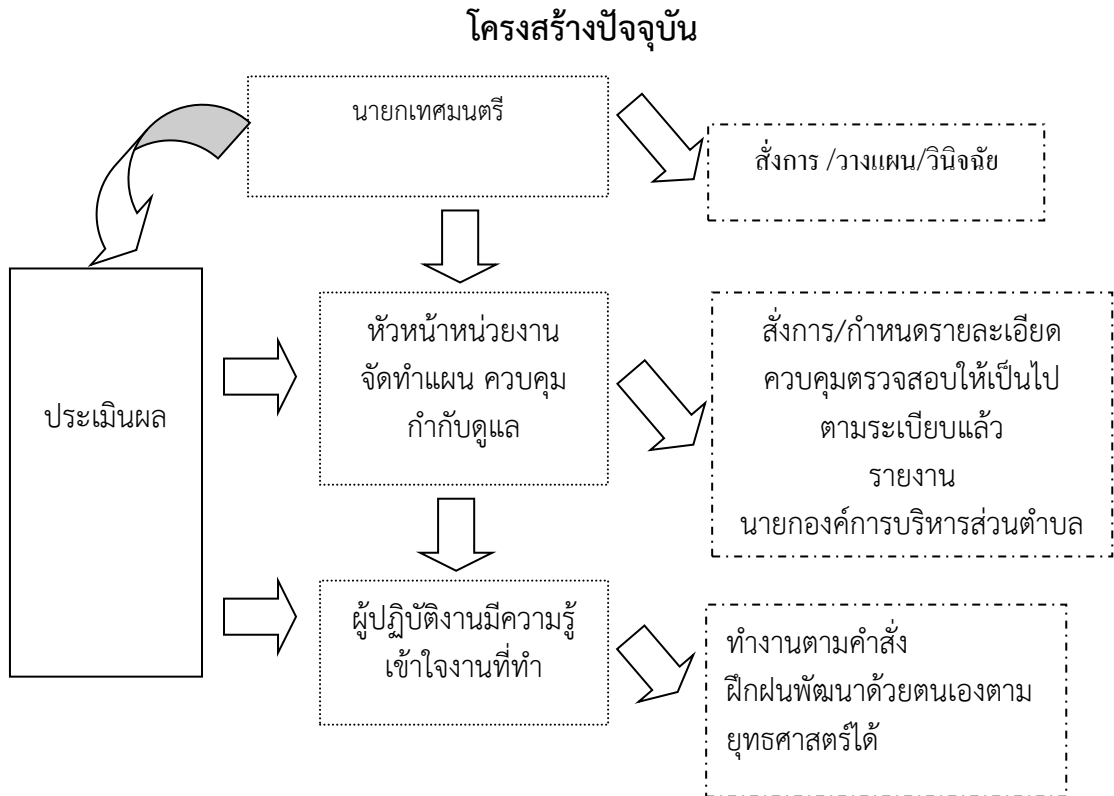 โครงสร้างปัจจุบัน
นายกเทศมนตรี
สั่งการ /วางแผน/วินิจฉัย
หัวหน้าหน่วยงาน
จัดทำแผน ควบคุม
กำกับดูแล
สั่งการ/กำหนดรายละเอียด
ควบคุมตรวจสอบให้เป็นไป
ตามระเบียบแล้ว
รายงาน
นายกองค์การบริหารส่วนตำบล
ประเมินผล
ผู้ปฏิบัติงานมีความรู้
เข้าใจงานที่ทำ
ทำงานตามคำสั่ง
ฝึกฝนพัฒนาด้วยตนเองตาม
ยุทธศาสตร์ได้